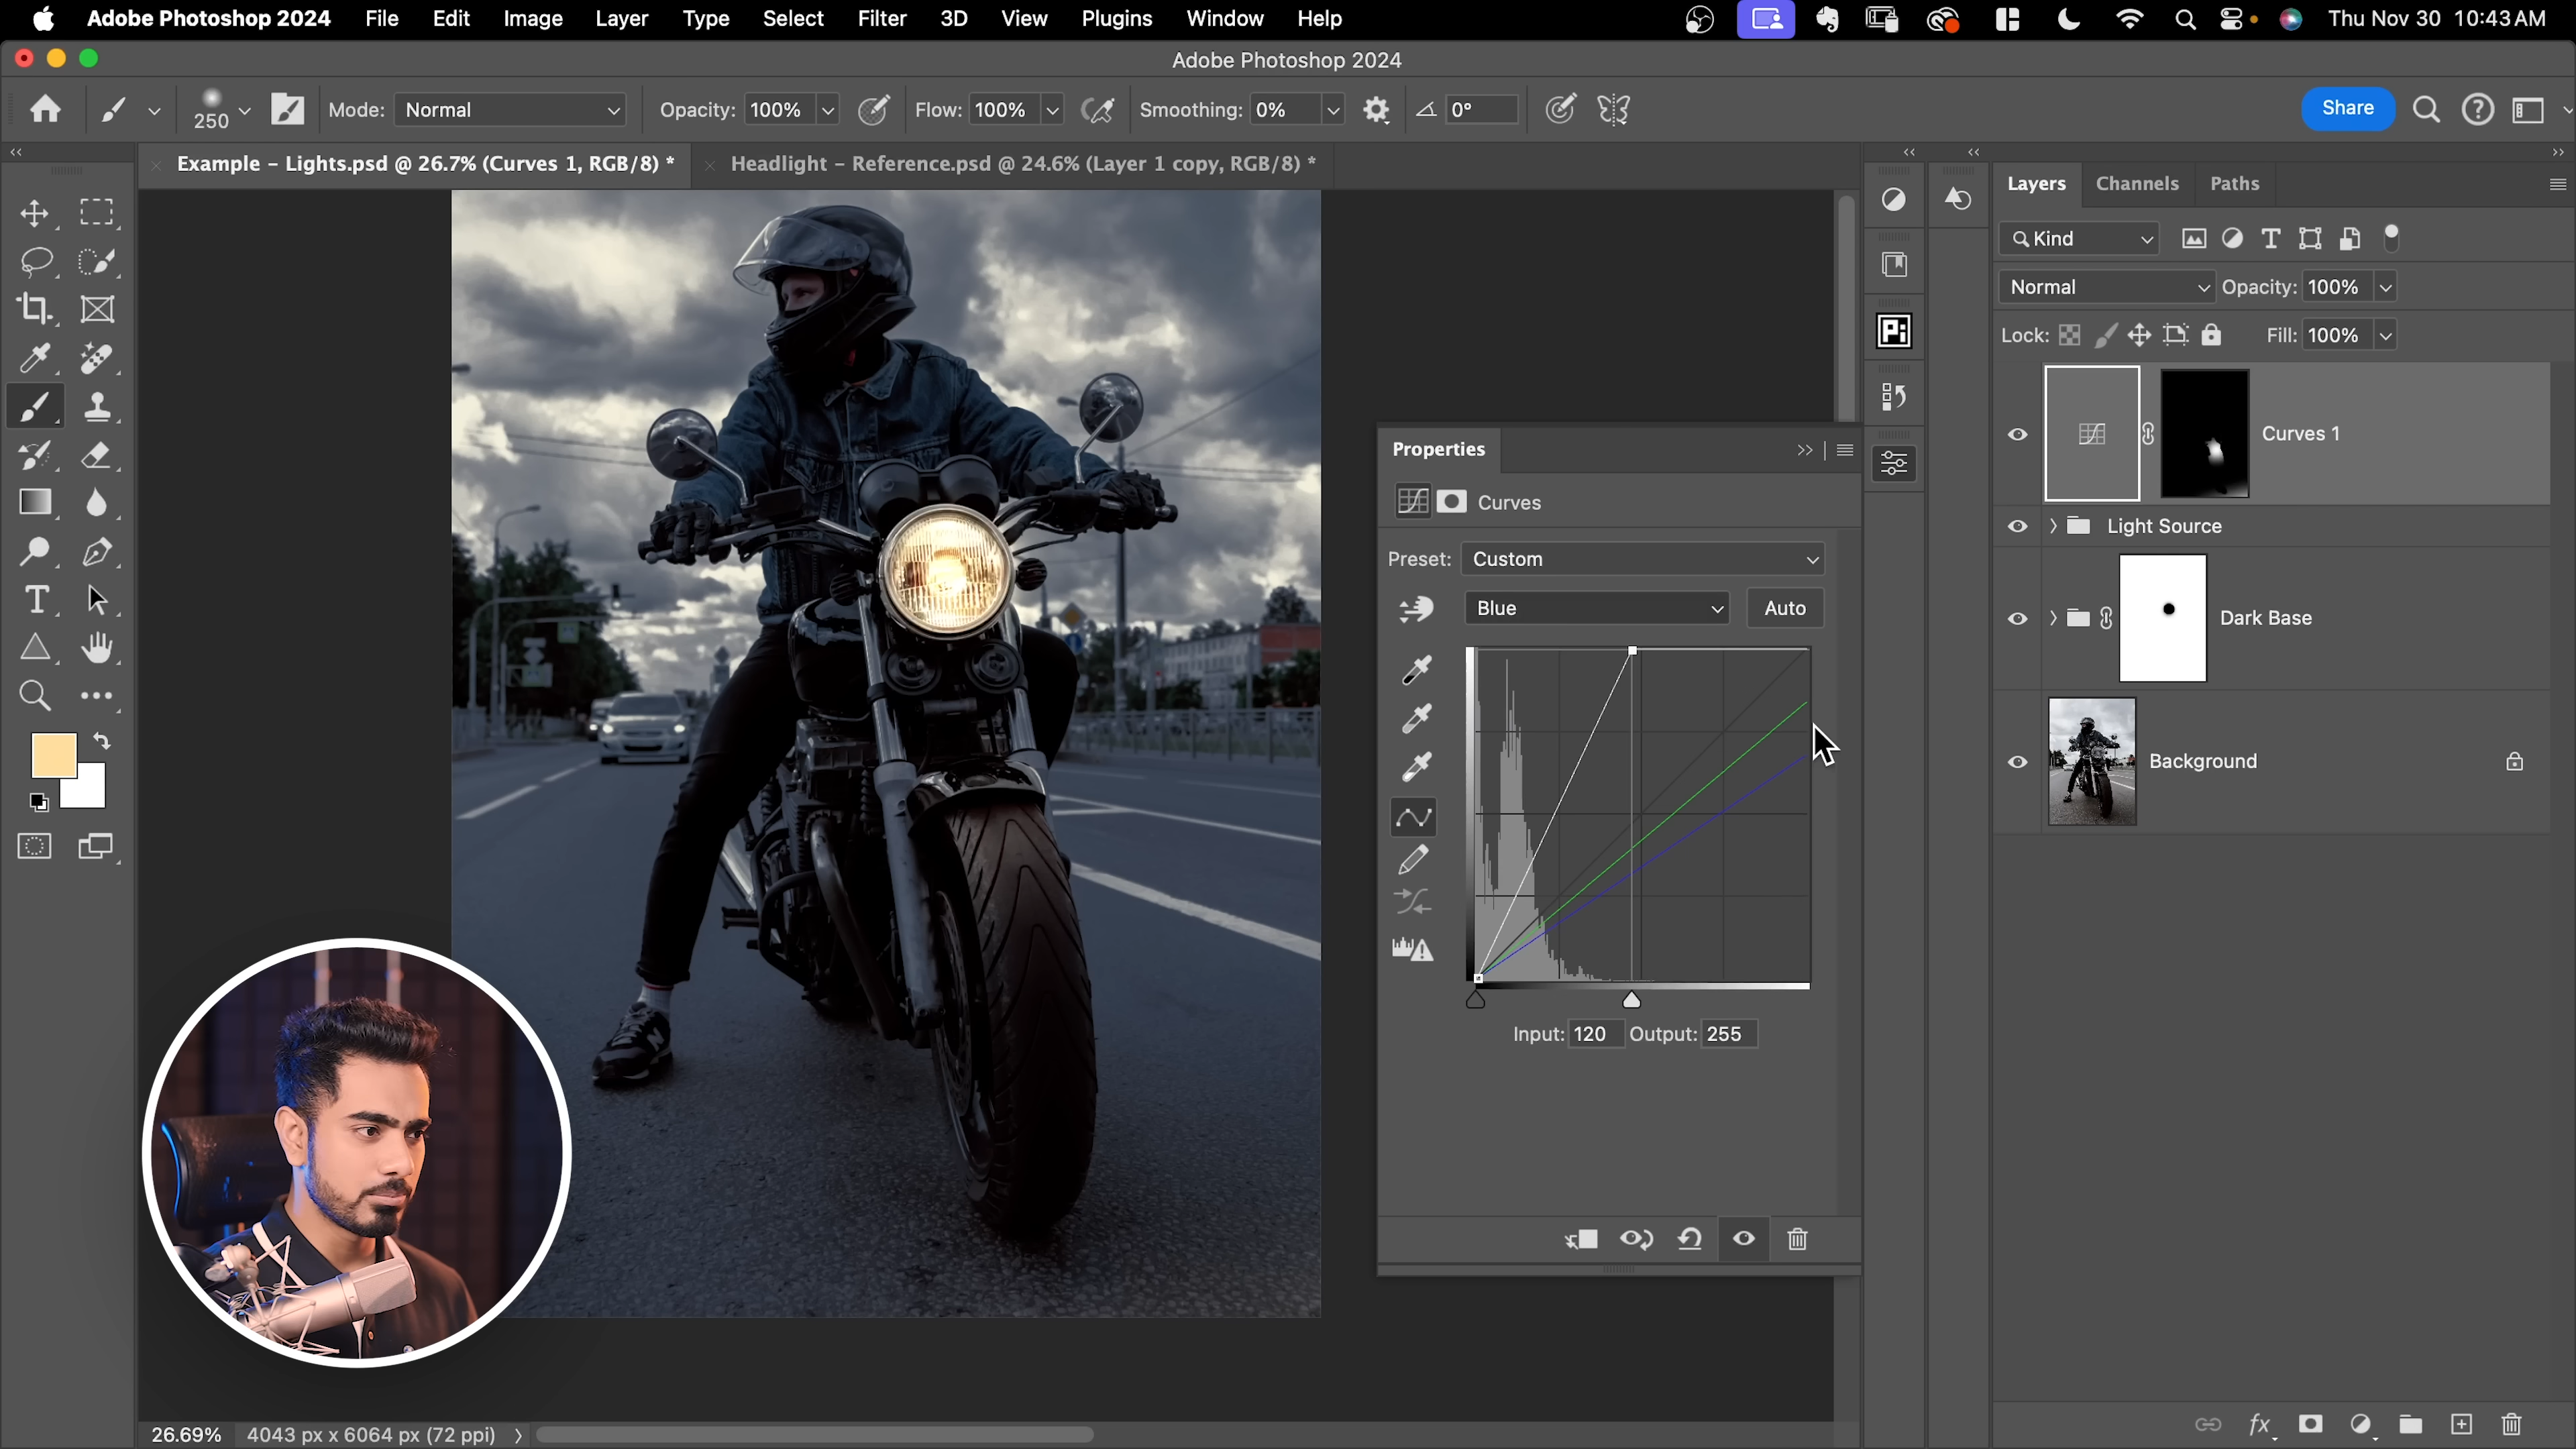 Adobe Photoshop 2024 File Edit Image Layer Type Select Filter 3D View Plugins Window Help Thu Nov 30 10:43 AM
Adobe Photoshop 2024
250 Mode: Normal Opacity: 100% Flow: 100% Smoothing: 0% 0° Share
Example – Lights.psd @ 26.7% (Curves 1, RGB/8) * Headlight – Reference.psd @ 24.6% (Layer 1 copy, RGB/8) *
Layers Channels Paths
Kind
Normal Opacity: 100%
Lock: Fill: 100%
Curves 1
Light Source
Dark Base
Background
Properties
Curves
Preset: Custom
Blue Auto
Input: 120 Output: 255
26.69% 4043 px x 6064 px (72 ppi)